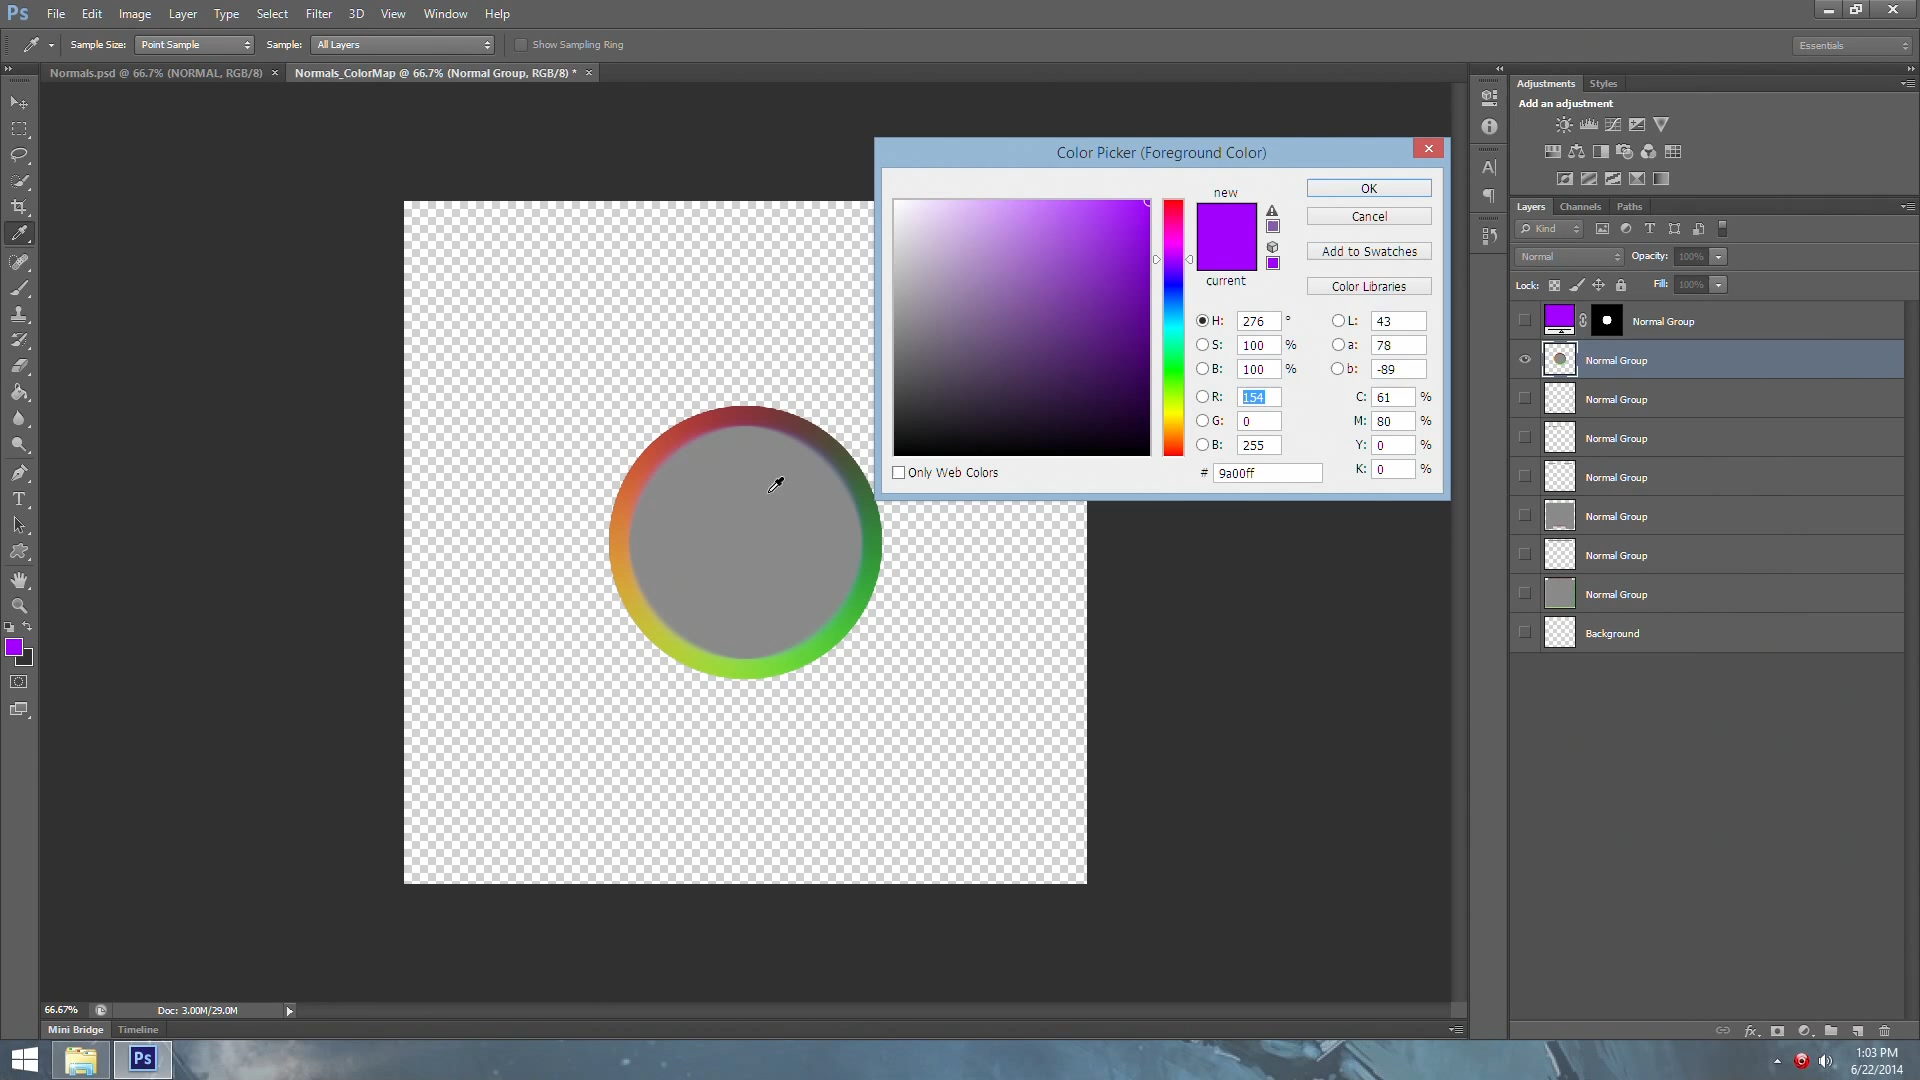 Ps File Edit Image Layer Type Select Filter 3D View Window Help
Sample Size: Point Sample Sample: All Layers Show Sampling Ring Essentials
Normals.psd @ 66.7% (NORMAL, RGB/8) × Normals_ColorMap @ 66.7% (Normal Group, RGB/8) * ×
Adjustments Styles
Add an adjustment
Color Picker (Foreground Color)
new
current
OK
Cancel
Add to Swatches
Color Libraries
H: 276 ° L: 43
S: 100 % a: 78
B: 100 % b: -89
R: 154 C: 61 %
G: 0 M: 80 %
B: 255 Y: 0 %
# 9a00ff K: 0 %
Only Web Colors
Layers Channels Paths
Kind
Normal Opacity: 100%
Lock: Fill: 100%
Normal Group
Normal Group
Normal Group
Normal Group
Normal Group
Normal Group
Normal Group
Normal Group
Background
66.67% Doc: 3.00M/29.0M
Mini Bridge Timeline
Ps
1:03 PM
6/22/2014